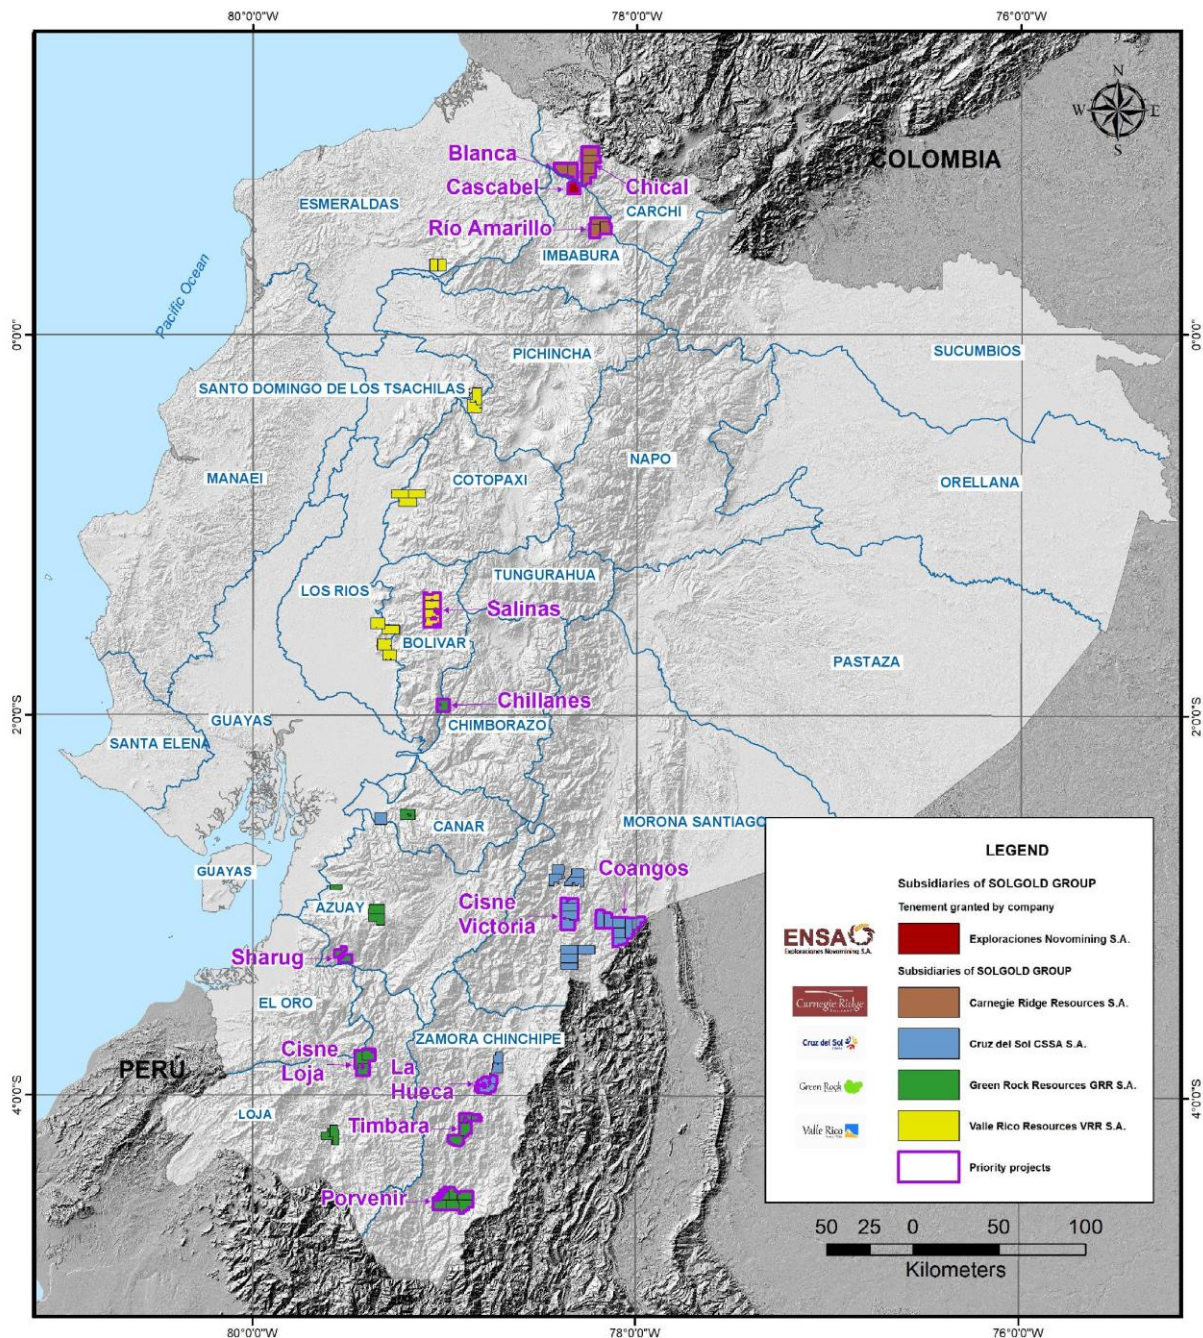 80°0'0"W
78°0'0"W
76°0'0"W
N
W
E
S
COLOMBIA
Blanca
Cascabel
Chical
ESMERALDAS
CARCHI
Río Amarillo
IMBABURA
Pacific Ocean
0°0'0"
0°0'0"
SUCUMBIOS
PICHINCHA
SANTO DOMINGO DE LOS TSACHILAS
NAPO
MANAEI
COTOPAXI
ORELLANA
TUNGURAHUA
LOS RIOS
Salinas
BOLIVAR
PASTAZA
Chillanes
2°0'0"S
2°0'0"S
GUAYAS
CHIMBORAZO
SANTA ELENA
CANAR
MORONA SANTIAGO
GUAYAS
Coangos
AZUAY
Cisne
Victoria
Sharug
EL ORO
ZAMORA CHINCHIPE
PERÚ
Cisne
Loja
La
Hueca
4°0'0"S
4°0'0"S
LOJA
Timbara
Porvenir
LEGEND
Subsidiaries of SOLGOLD GROUP
Tenement granted by company
ENSA
Exploraciones Novomining S.A.
Exploraciones Novomining S.A.
Subsidiaries of SOLGOLD GROUP
Carnegie Ridge
Carnegie Ridge Resources S.A.
Cruz del Sol
Cruz del Sol CSSA S.A.
Green Rock
Green Rock Resources GRR S.A.
Valle Rico
Valle Rico Resources VRR S.A.
Priority projects
50 25 0 50 100
Kilometers
80°0'0"W
78°0'0"W
76°0'0"W